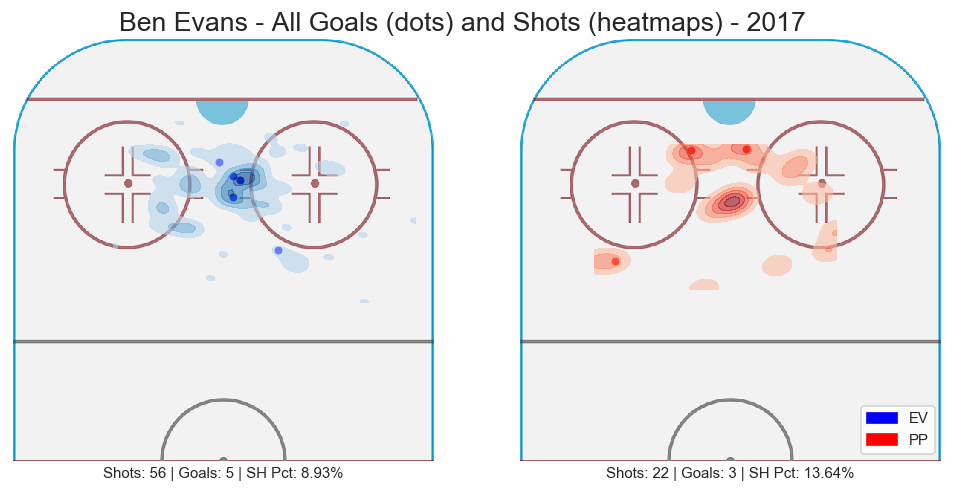 Ben Evans - All Goals (dots) and Shots (heatmaps) - 2017
EV
PP
Shots: 56 | Goals: 5 | SH Pct: 8.93%
Shots: 22 | Goals: 3 | SH Pct: 13.64%